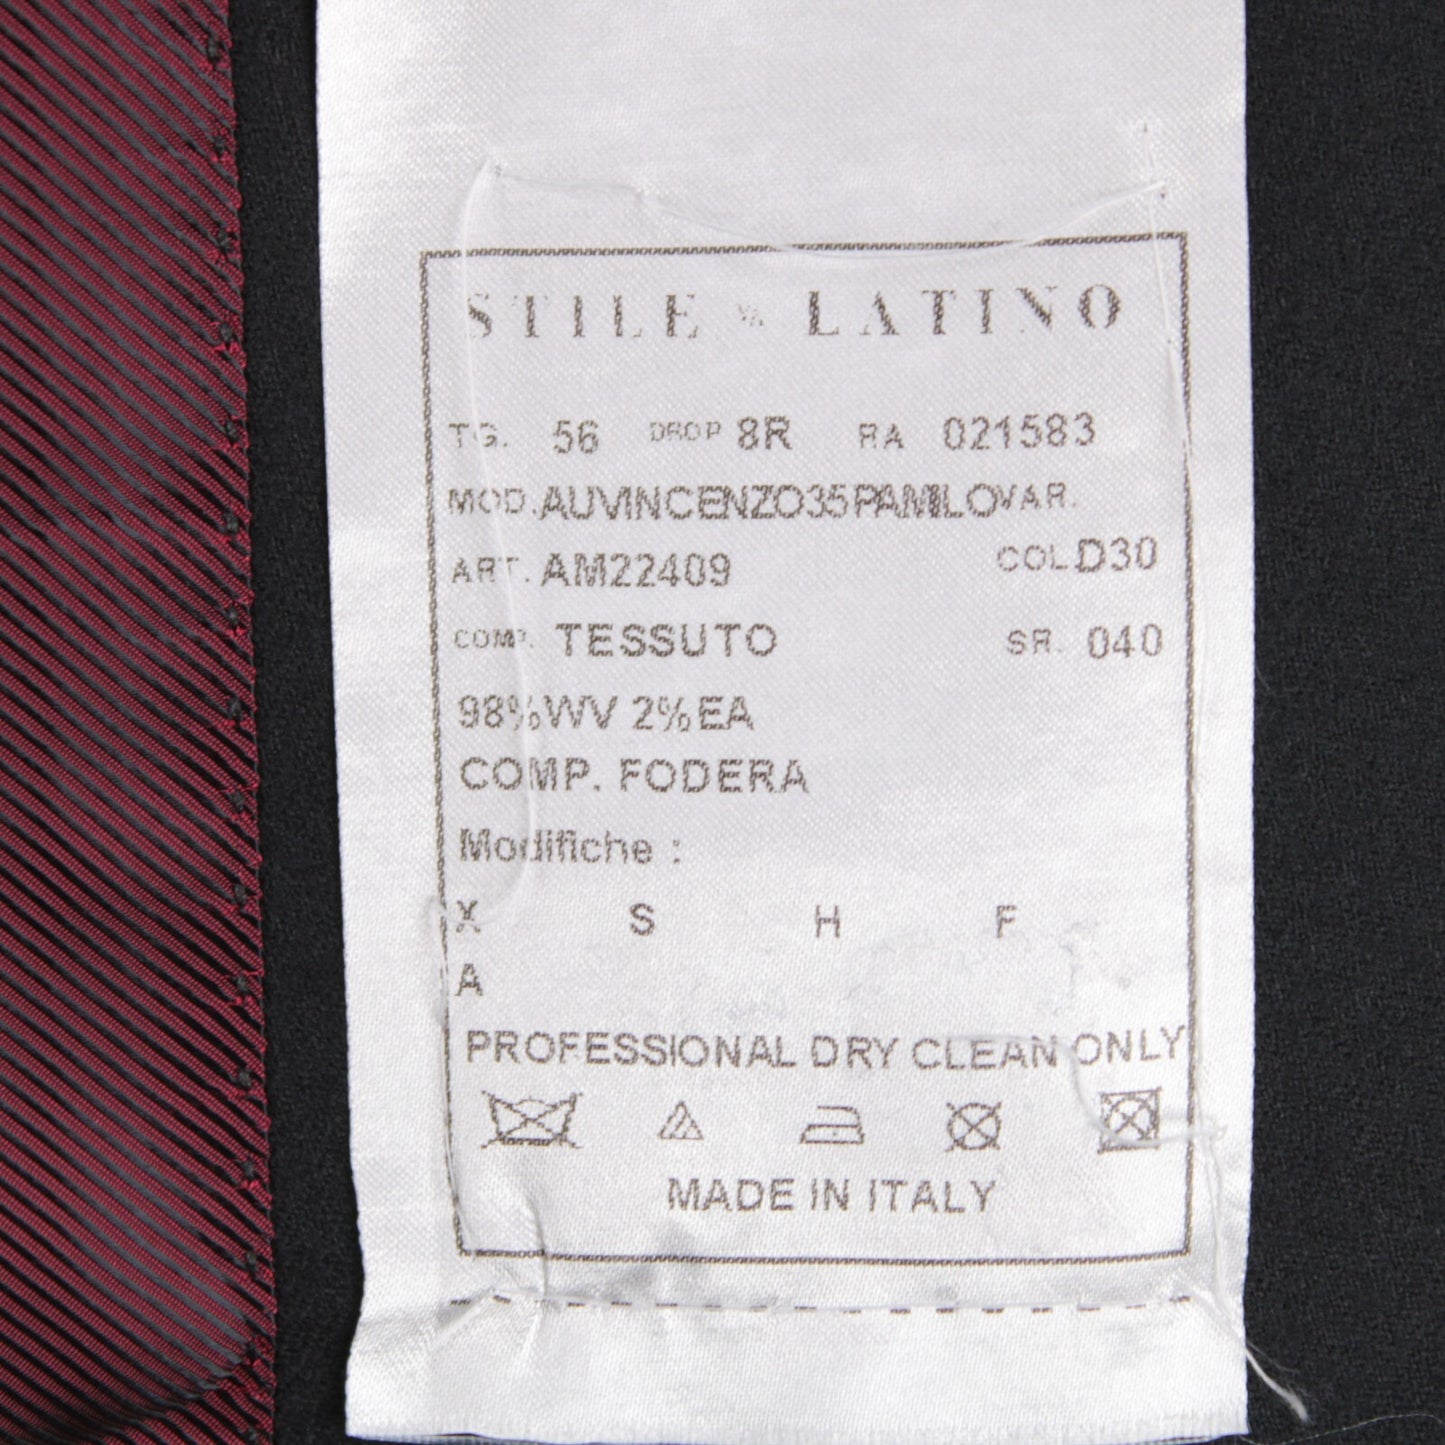 STILE LATINO
TG. 56 DROP 8R RA 021583
MOD. AUVINCENZO35PAMILO VAR.
ART. AM22409 COL. D30
COMP. TESSUTO SR. 040
98%WV 2%EA
COMP. FODERA
Modifiche :
X S H F
A
PROFESSIONAL DRY CLEAN ONLY
MADE IN ITALY